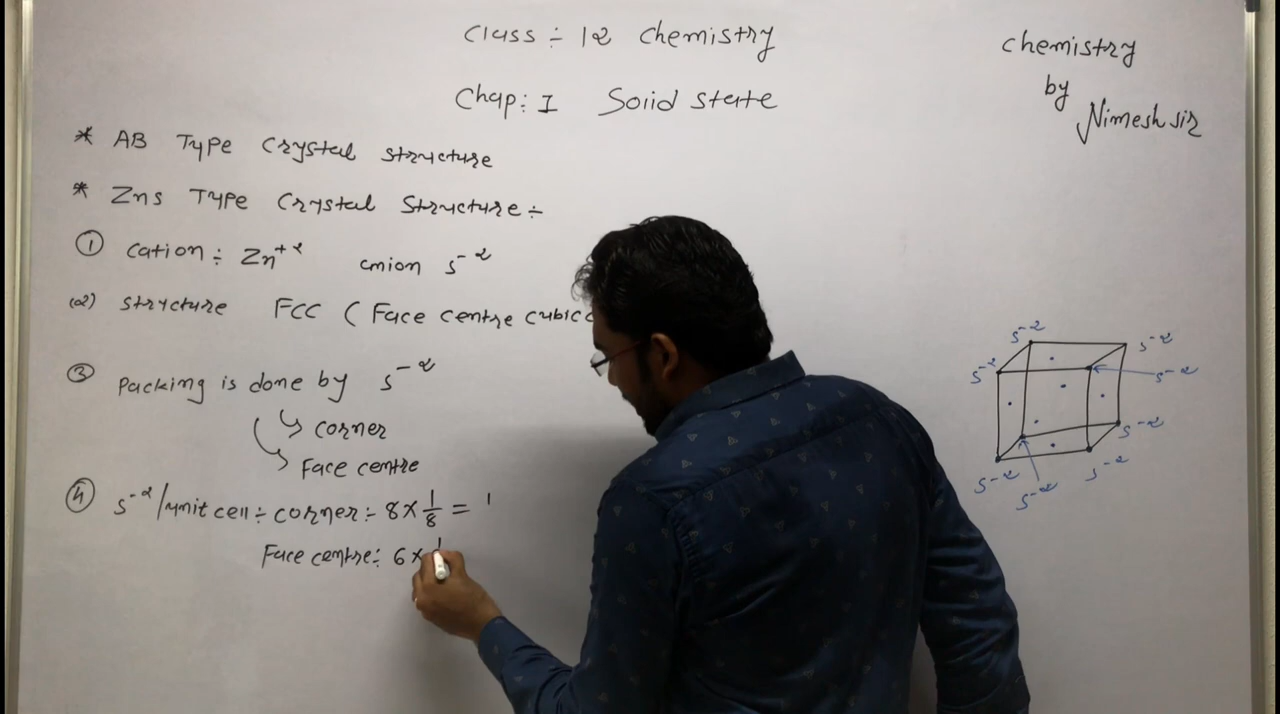 Class ÷ 12 Chemistry
Chap: I Solid state
Chemistry
by
Nimesh sir
* AB Type Crystal structure
* ZnS Type Crystal Structure ÷
① Cation ÷ Zn⁺² anion S⁻²
(2) structure FCC ( Face centre cubic
③ Packing is done by S⁻²
↳ corner
↳ Face centre
④ S⁻² / unit cell ÷ corner ÷ 8 × 1/8 = 1
Face centre ÷ 6 × 1
S⁻²
S⁻²
S⁻²
S⁻²
S⁻²
S⁻²
S⁻²
S⁻²